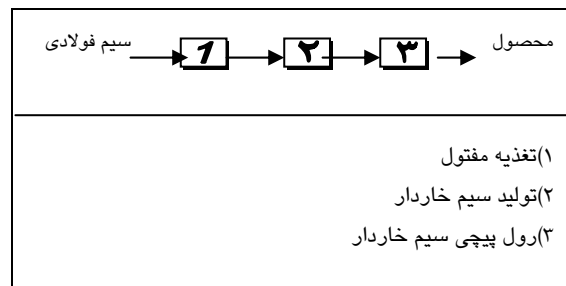 سیم فولادی 1 ۲ ۳ محصول
۱)تغذیه مفتول
۲)تولید سیم خاردار
۳)رول پیچی سیم خاردار